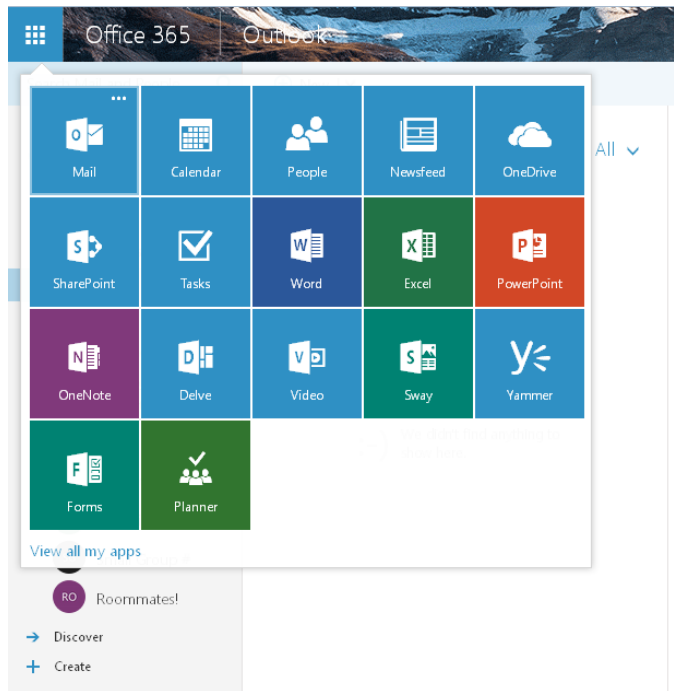 Office 365 Outlook
All
Mail Calendar People Newsfeed OneDrive
SharePoint Tasks Word Excel PowerPoint
OneNote Delve Video Sway Yammer
Forms Planner
View all my apps
RO Roommates!
Discover
Create